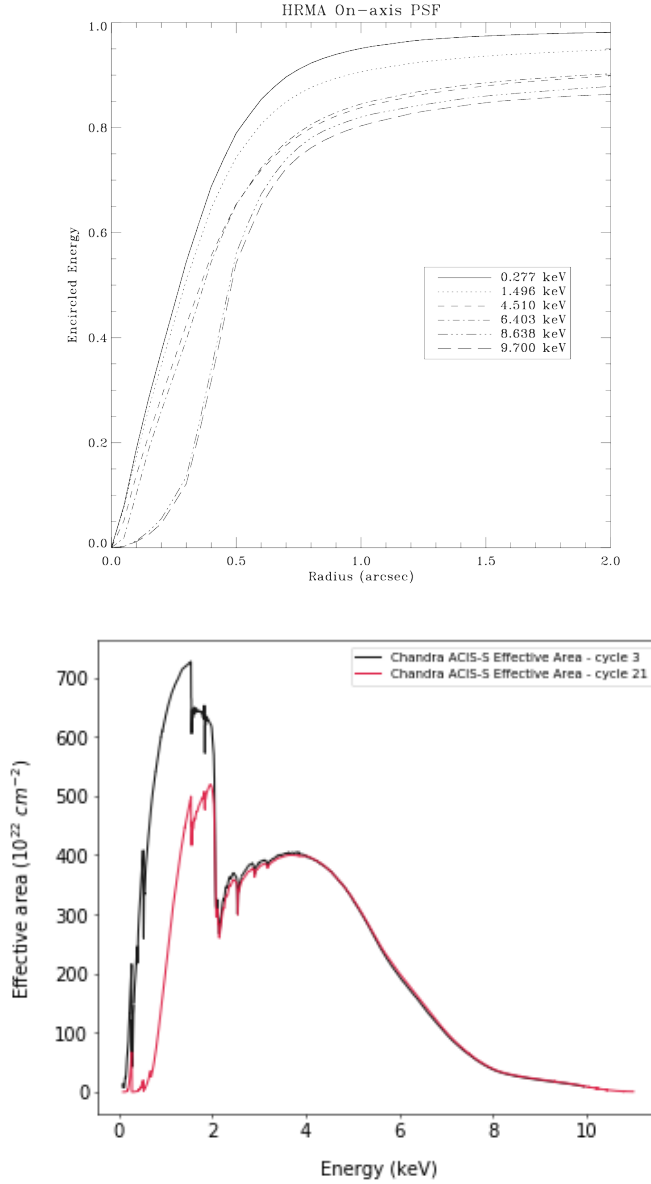 HRMA On-axis PSF
1.0
0.8
0.6
0.4
0.2
0.0
Encircled Energy
0.277 keV
1.496 keV
4.510 keV
6.403 keV
8.638 keV
9.700 keV
0.0 0.5 1.0 1.5 2.0
Radius (arcsec)
Chandra ACIS-S Effective Area - cycle 3
Chandra ACIS-S Effective Area - cycle 21
700
600
500
400
300
200
100
0
Effective area (10²² cm⁻²)
0 2 4 6 8 10
Energy (keV)